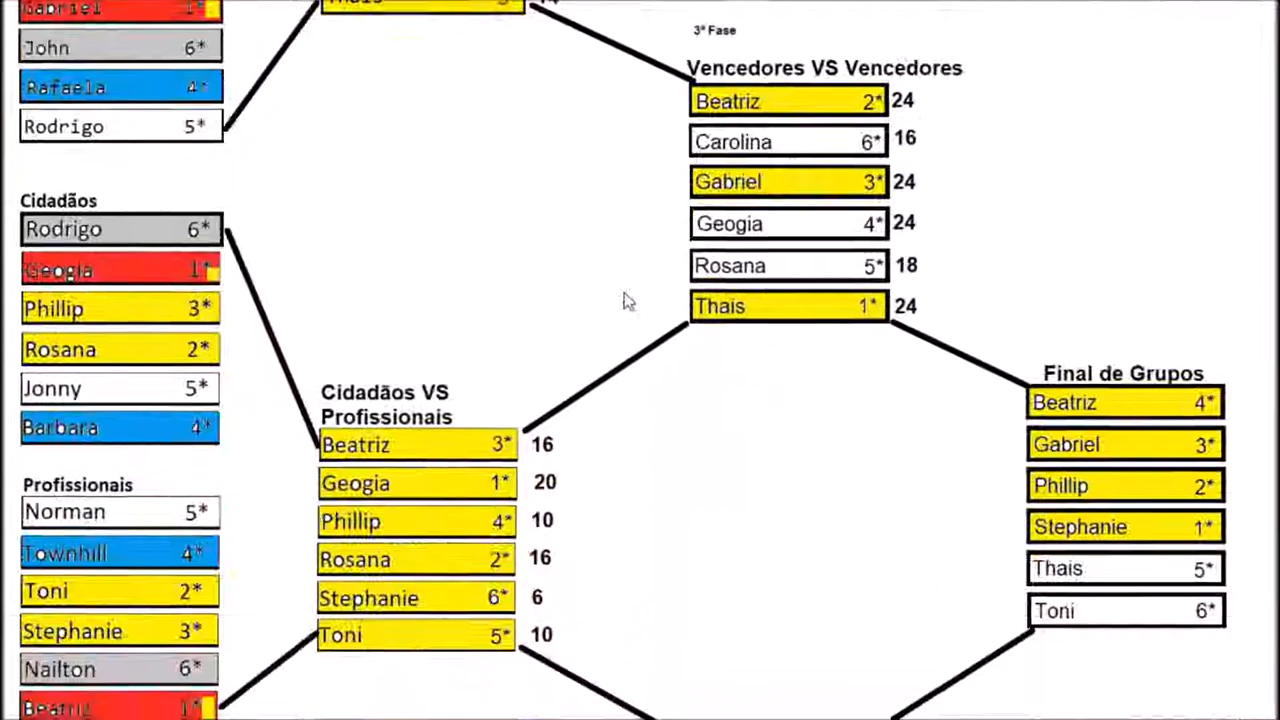 Gabriel 1*
John 6*
Rafaela 4*
Rodrigo 5*
Cidadãos
Rodrigo 6*
Geogia 1*
Phillip 3*
Rosana 2*
Jonny 5*
Barbara 4*
Profissionais
Norman 5*
Townhill 4*
Toni 2*
Stephanie 3*
Nailton 6*
Beatriz 1*
Thais
Cidadãos VS
Profissionais
Beatriz 3* 16
Geogia 1* 20
Phillip 4* 10
Rosana 2* 16
Stephanie 6* 6
Toni 5* 10
3ª Fase
Vencedores VS Vencedores
Beatriz 2* 24
Carolina 6* 16
Gabriel 3* 24
Geogia 4* 24
Rosana 5* 18
Thais 1* 24
Final de Grupos
Beatriz 4*
Gabriel 3*
Phillip 2*
Stephanie 1*
Thais 5*
Toni 6*